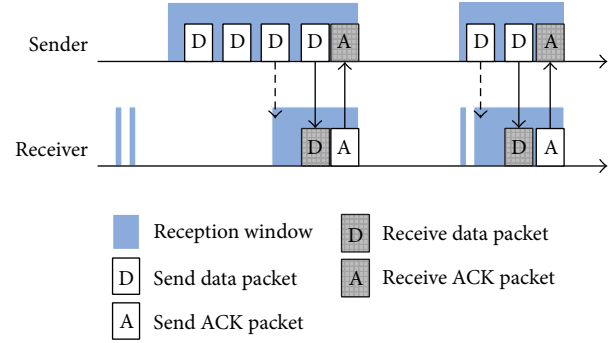 Sender
D D D D A D D A
Receiver
D A D A
Reception window
D Receive data packet
D Send data packet
A Receive ACK packet
A Send ACK packet